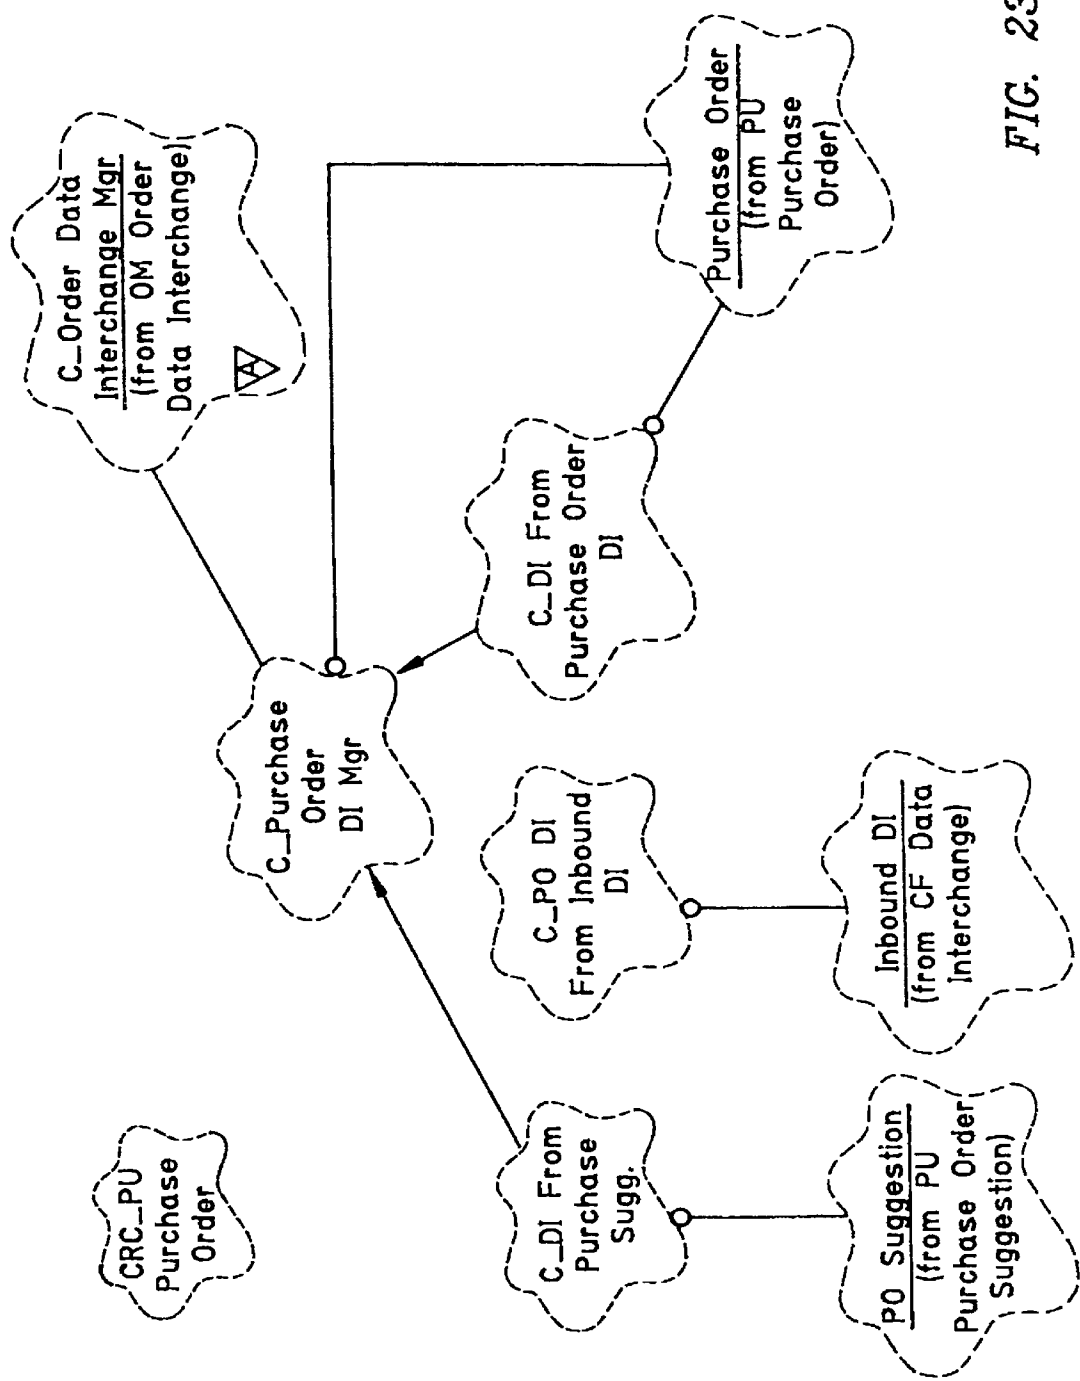 CRC_PU
Purchase
Order
C_Order Data
Interchange Mgr
(from OM Order
Data Interchange)
A
C_Purchase
Order
DI Mgr
C_DI From
Purchase
Sugg.
C_PO DI
From Inbound
DI
C_DI From
Purchase Order
DI
PO Suggestion
(from PU
Purchase Order
Suggestion)
Inbound DI
(from CF Data
Interchange)
Purchase Order
(from PU
Purchase
Order)
FIG. 23